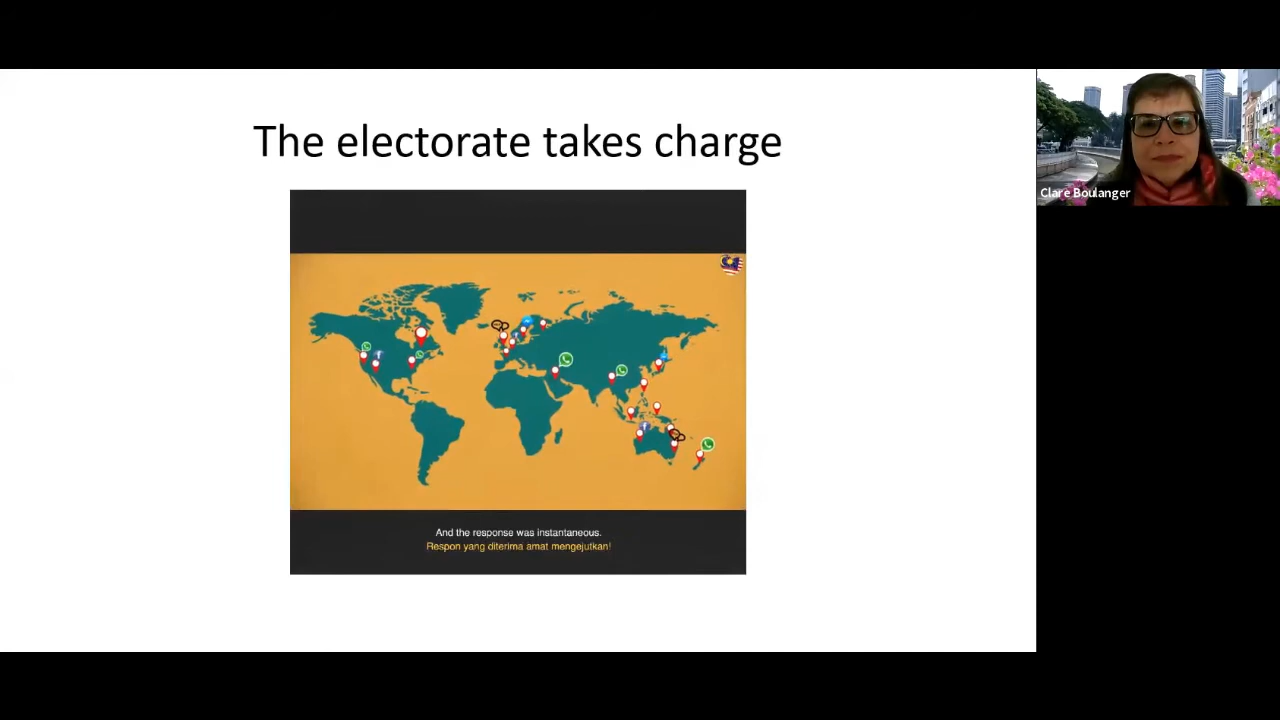 The electorate takes charge
Clare Boulanger
And the response was instantaneous.
Respon yang diterima amat mengejutkan!